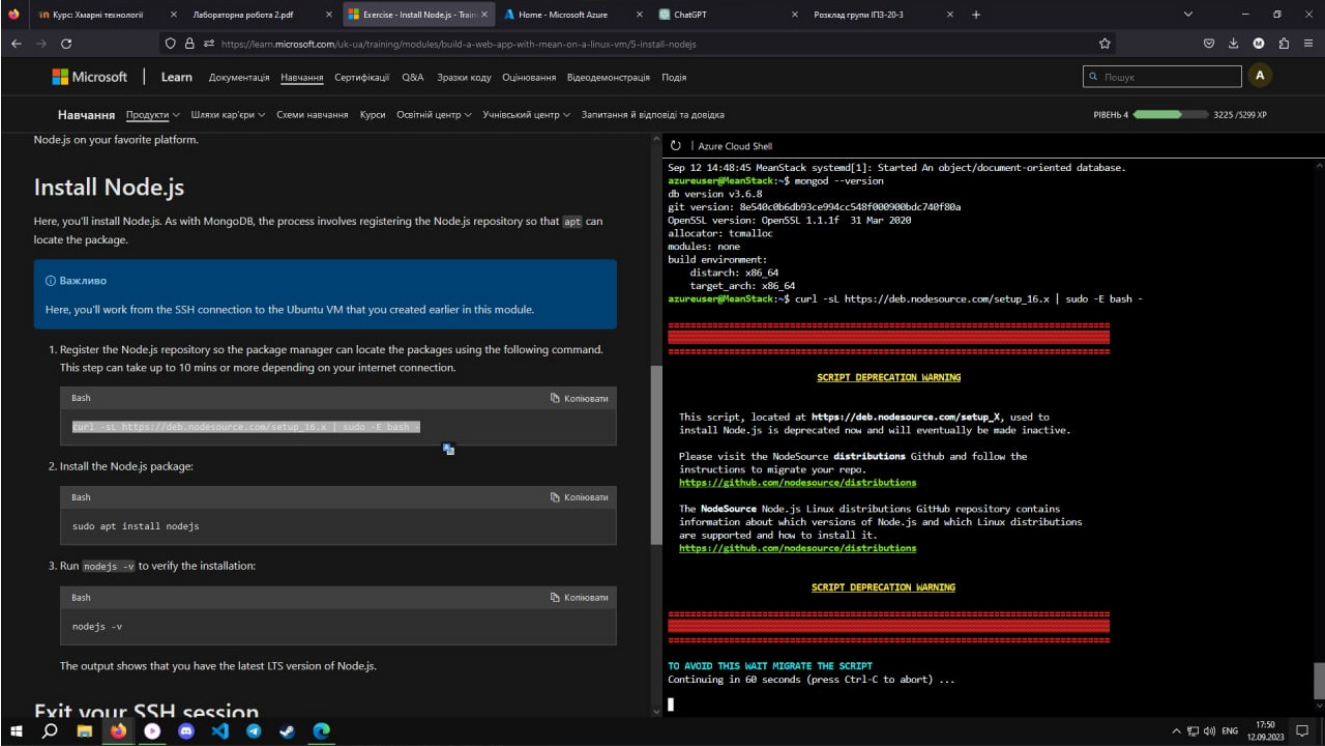 Курс: Хмарні технології
Лабораторна робота 2.pdf
Exercise - Install Node.js - Train
Home - Microsoft Azure
ChatGPT
Розклад групи ІПЗ-20-3
https://learn.microsoft.com/uk-ua/training/modules/build-a-web-app-with-mean-on-a-linux-vm/5-install-nodejs
Microsoft | Learn Документація Навчання Сертифікації Q&A Зразки коду Оцінювання Відеодемонстрація Подія
Пошук
A
Навчання Продукти Шляхи кар'єри Схеми навчання Курси Освітній центр Учнівський центр Запитання й відповіді та довідка
РІВЕНЬ 4 3225 /5299 XP
Node.js on your favorite platform.
Install Node.js
Here, you'll install Node.js. As with MongoDB, the process involves registering the Node.js repository so that apt can
locate the package.
Важливо
Here, you'll work from the SSH connection to the Ubuntu VM that you created earlier in this module.
1. Register the Node.js repository so the package manager can locate the packages using the following command.
This step can take up to 10 mins or more depending on your internet connection.
Bash Копіювати
curl -sL https://deb.nodesource.com/setup_16.x | sudo -E bash -
2. Install the Node.js package:
Bash Копіювати
sudo apt install nodejs
3. Run nodejs -v to verify the installation:
Bash Копіювати
nodejs -v
The output shows that you have the latest LTS version of Node.js.
Exit your SSH session
| Azure Cloud Shell
Sep 12 14:48:45 MeanStack systemd[1]: Started An object/document-oriented database.
azureuser@MeanStack:~$ mongod --version
db version v3.6.8
git version: 8e540c0b6db93ce994cc548f000900bdc740f80a
OpenSSL version: OpenSSL 1.1.1f 31 Mar 2020
allocator: tcmalloc
modules: none
build environment:
distarch: x86_64
target_arch: x86_64
azureuser@MeanStack:~$ curl -sL https://deb.nodesource.com/setup_16.x | sudo -E bash -
SCRIPT DEPRECATION WARNING
This script, located at https://deb.nodesource.com/setup_X, used to
install Node.js is deprecated now and will eventually be made inactive.
Please visit the NodeSource distributions Github and follow the
instructions to migrate your repo.
https://github.com/nodesource/distributions
The NodeSource Node.js Linux distributions GitHub repository contains
information about which versions of Node.js and which Linux distributions
are supported and how to install it.
https://github.com/nodesource/distributions
SCRIPT DEPRECATION WARNING
TO AVOID THIS WAIT MIGRATE THE SCRIPT
Continuing in 60 seconds (press Ctrl-C to abort) ...
ENG
17:50
12.09.2023